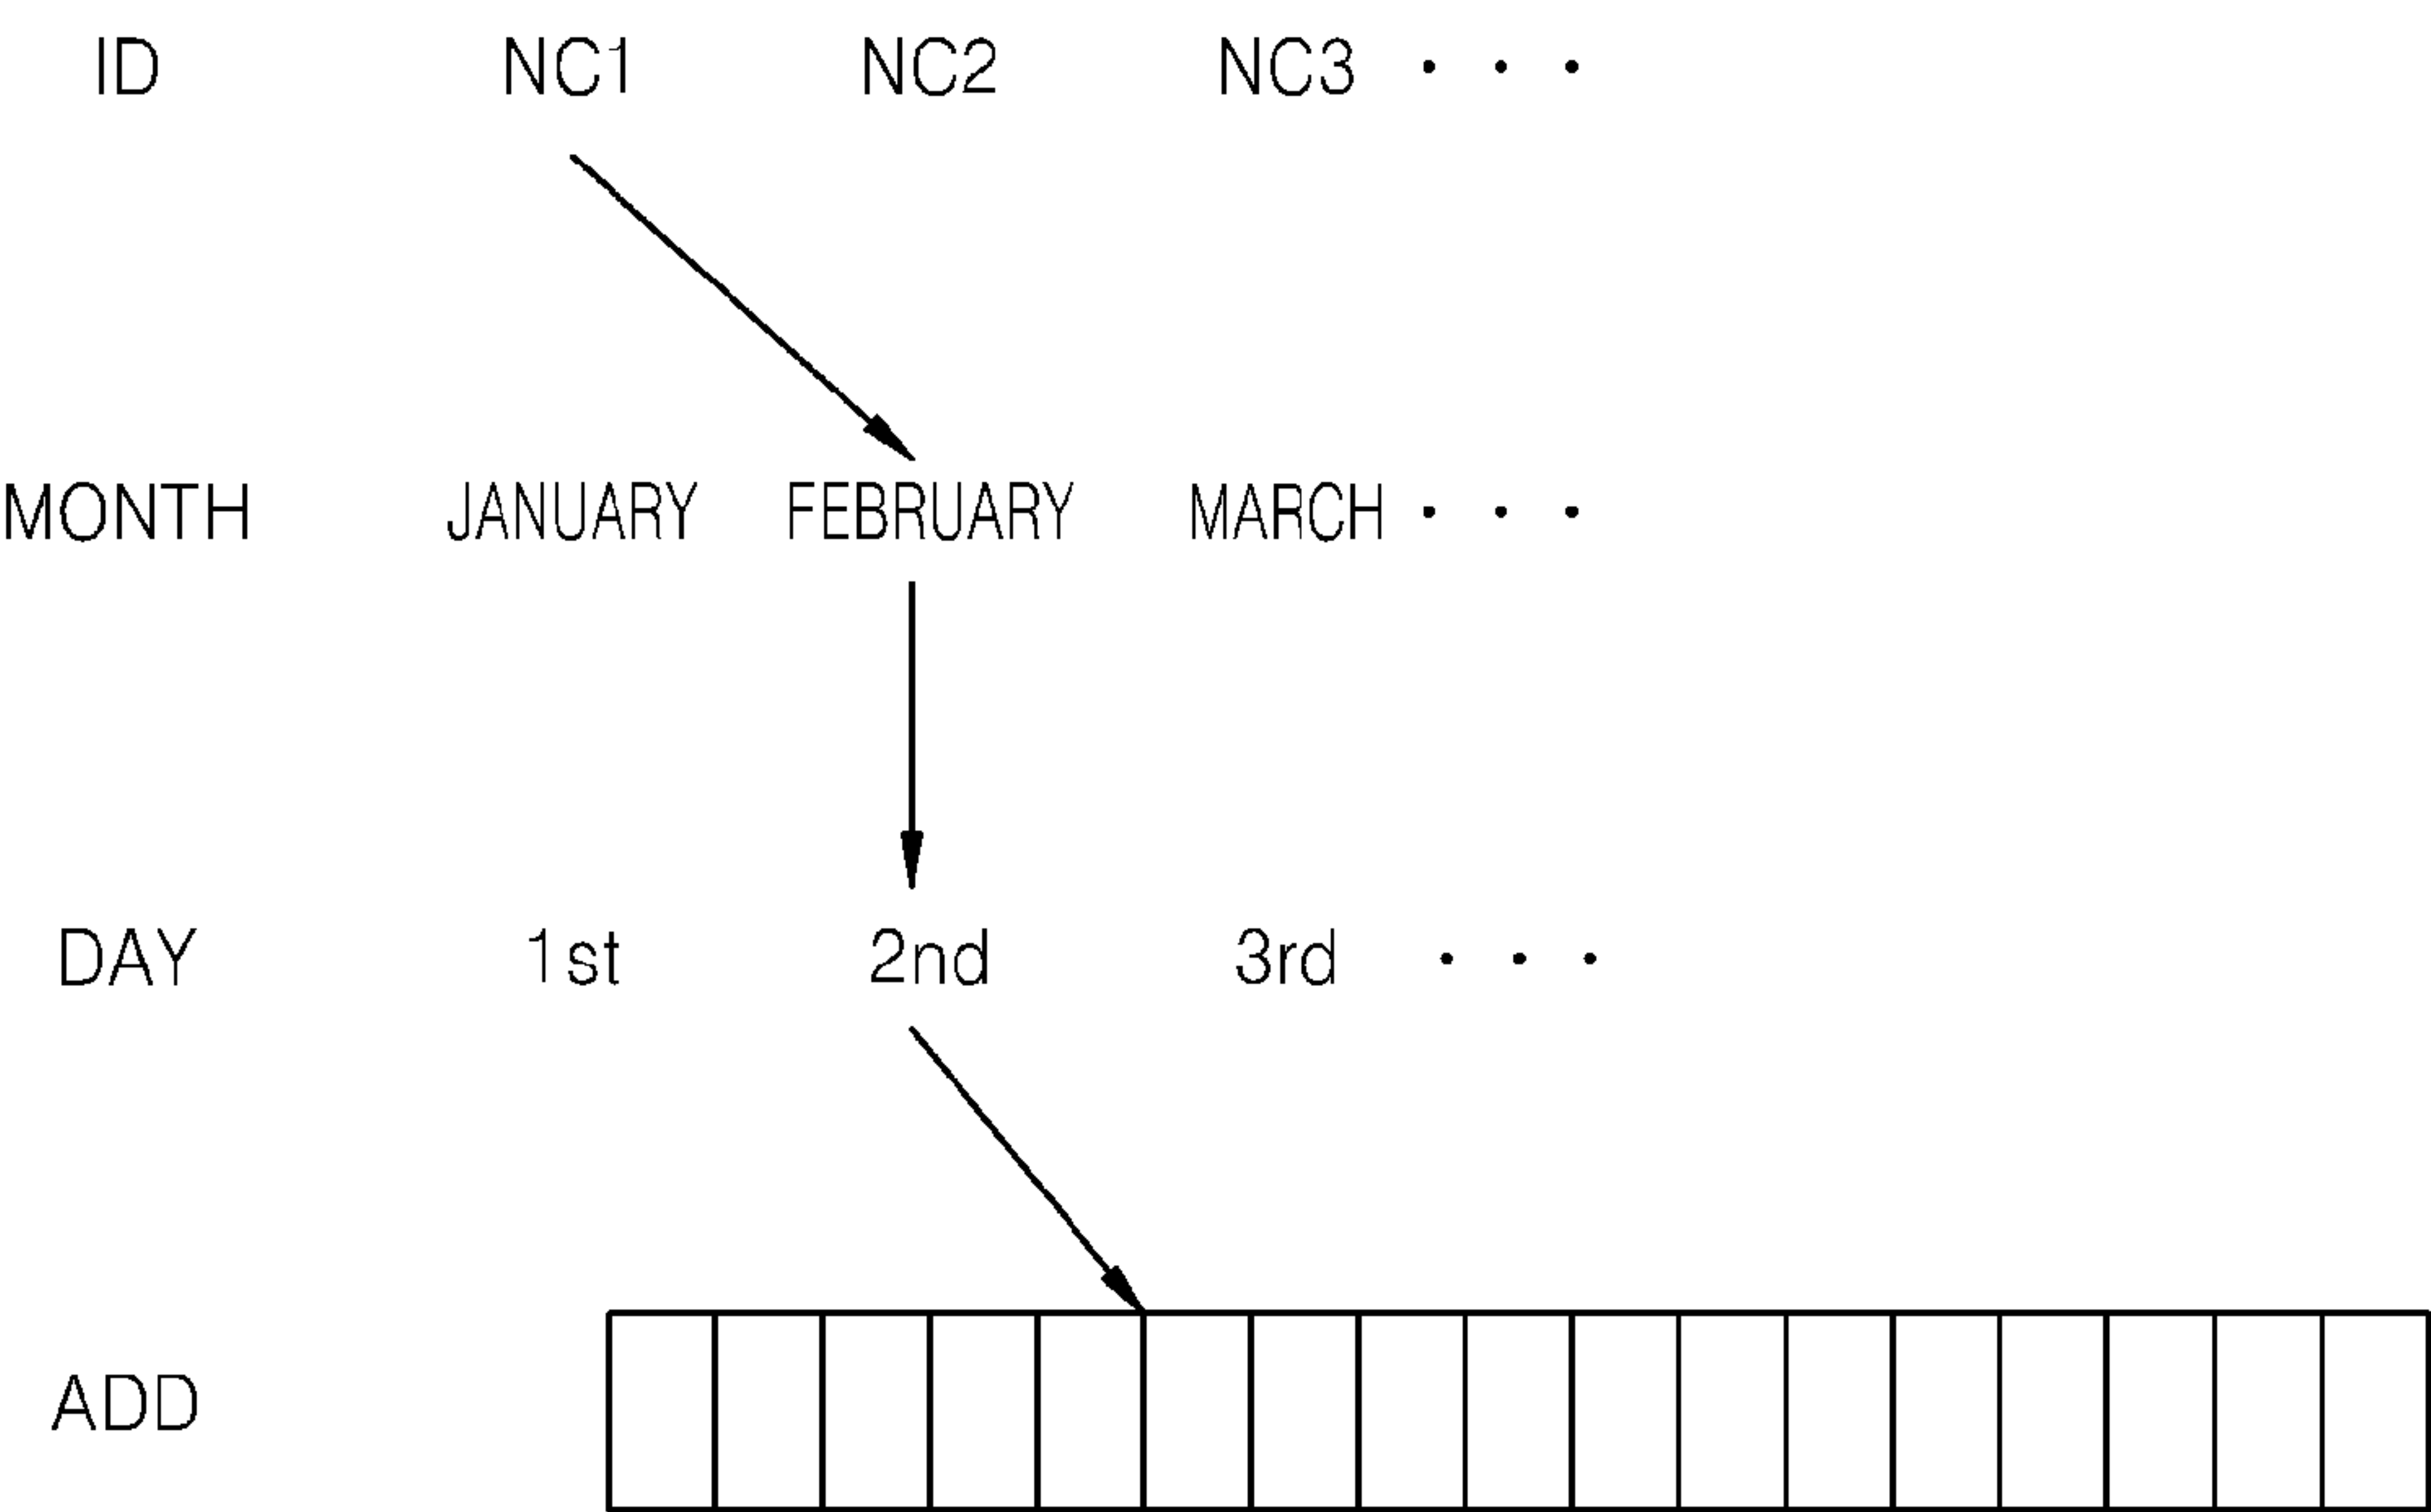 ID NC1 NC2 NC3 · · ·
MONTH JANUARY FEBRUARY MARCH · · ·
DAY 1st 2nd 3rd · · ·
ADD